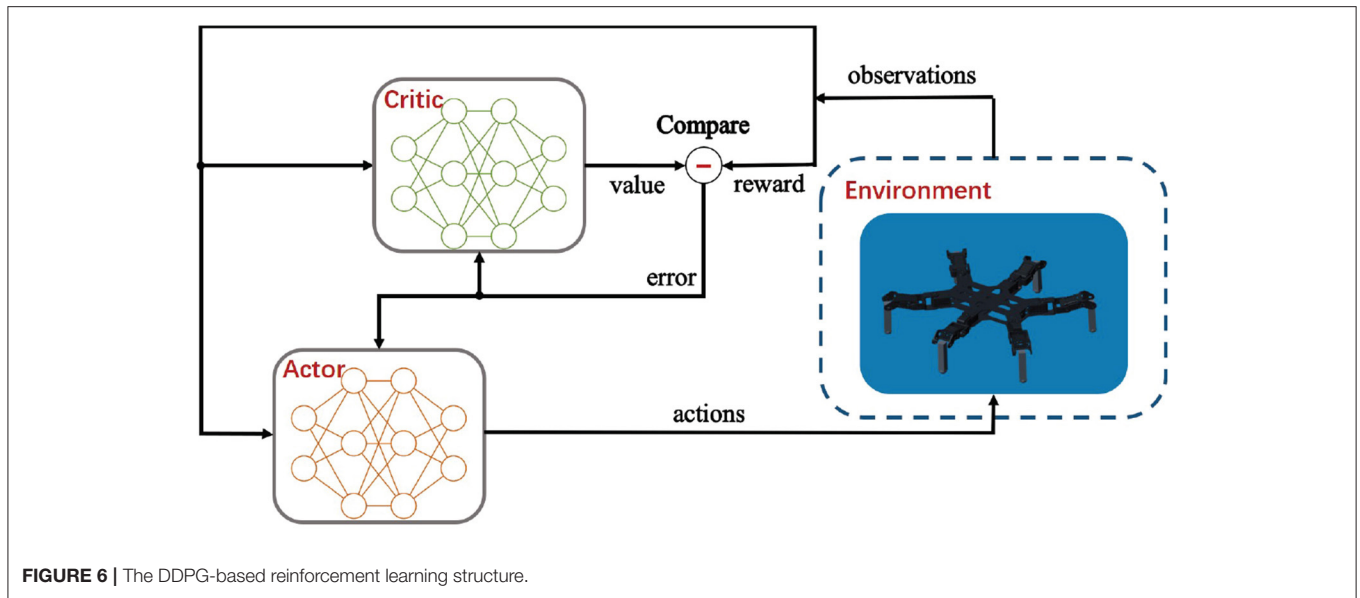 observations
Critic
Compare
value
reward
Environment
error
Actor
actions
FIGURE 6 | The DDPG-based reinforcement learning structure.